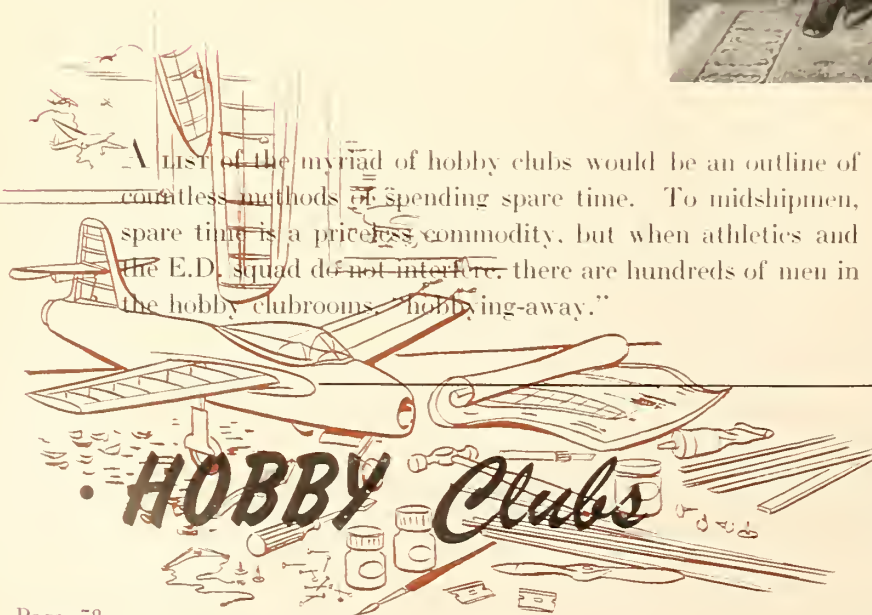 A LIST of the myriad of hobby clubs would be an outline of
countless methods of spending spare time. To midshipmen,
spare time is a priceless commodity, but when athletics and
the E.D. squad do not interfere, there are hundreds of men in
the hobby clubrooms, "hobbying-away."
• HOBBY Clubs
Page